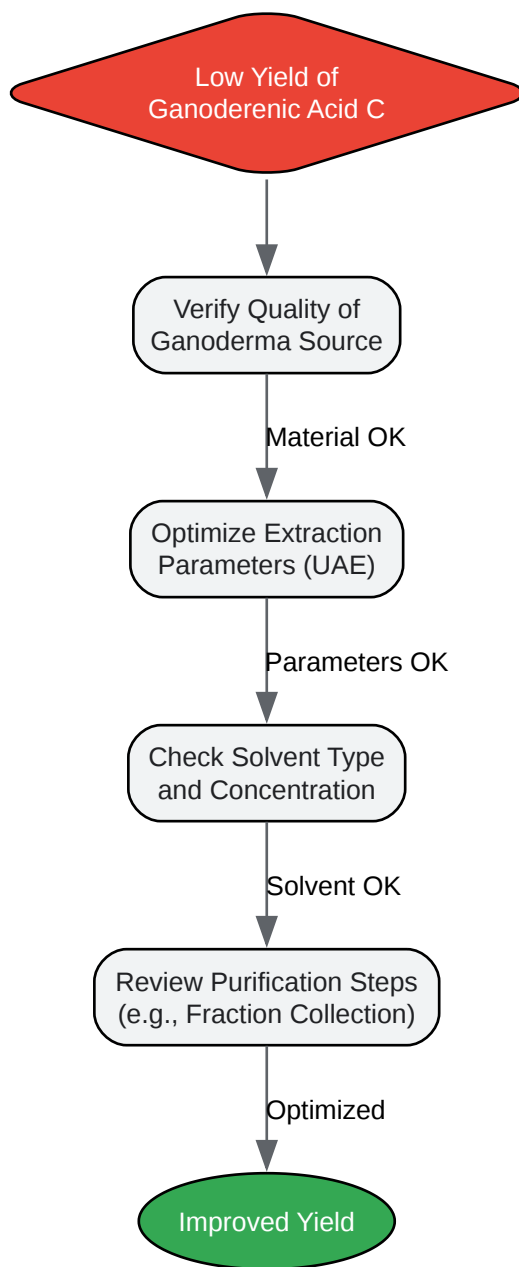 Low Yield of
Ganoderenic Acid C
Verify Quality of
Ganoderma Source
Material OK
Optimize Extraction
Parameters (UAE)
Parameters OK
Check Solvent Type
and Concentration
Solvent OK
Review Purification Steps
(e.g., Fraction Collection)
Optimized
Improved Yield